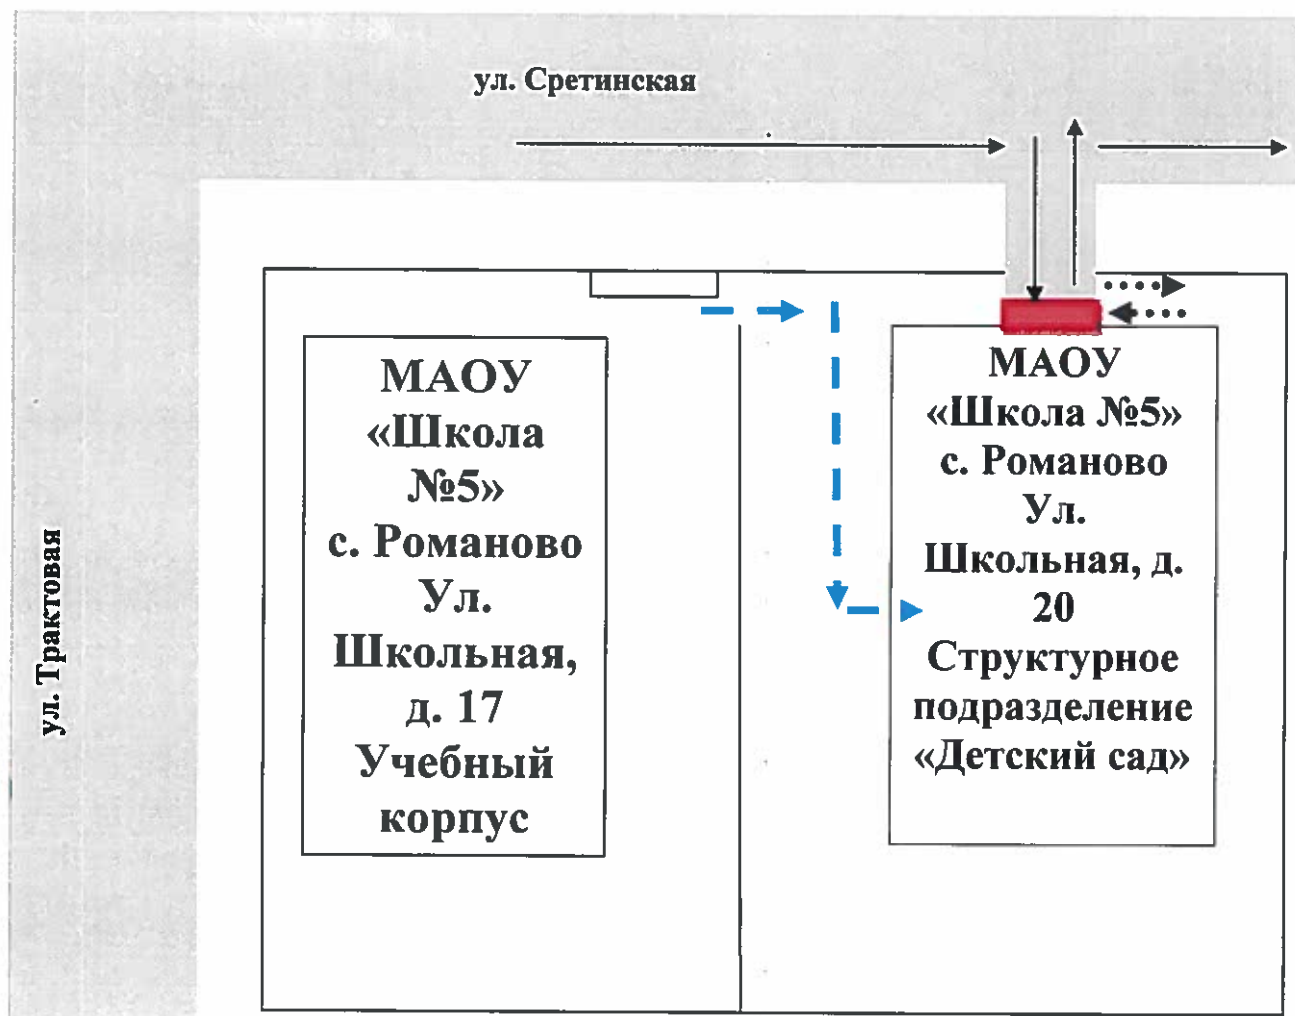 ул. Сретинская
ул. Трактовая
МАОУ
«Школа
№5»
с. Романово
Ул.
Школьная,
д. 17
Учебный
корпус
МАОУ
«Школа №5»
с. Романово
Ул.
Школьная, д.
20
Структурное
подразделение
«Детский сад»